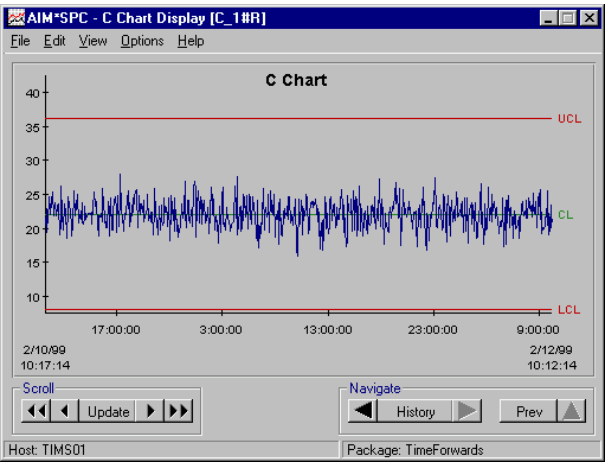 AIM*SPC - C Chart Display [C_1#R]
File Edit View Options Help
C Chart
40
35
30
25
20
15
10
UCL
CL
LCL
17:00:00 3:00:00 13:00:00 23:00:00 9:00:00
2/10/99 2/12/99
10:17:14 10:12:14
Scroll Navigate
Update History Prev
Host: TIMS01 Package: TimeForwards